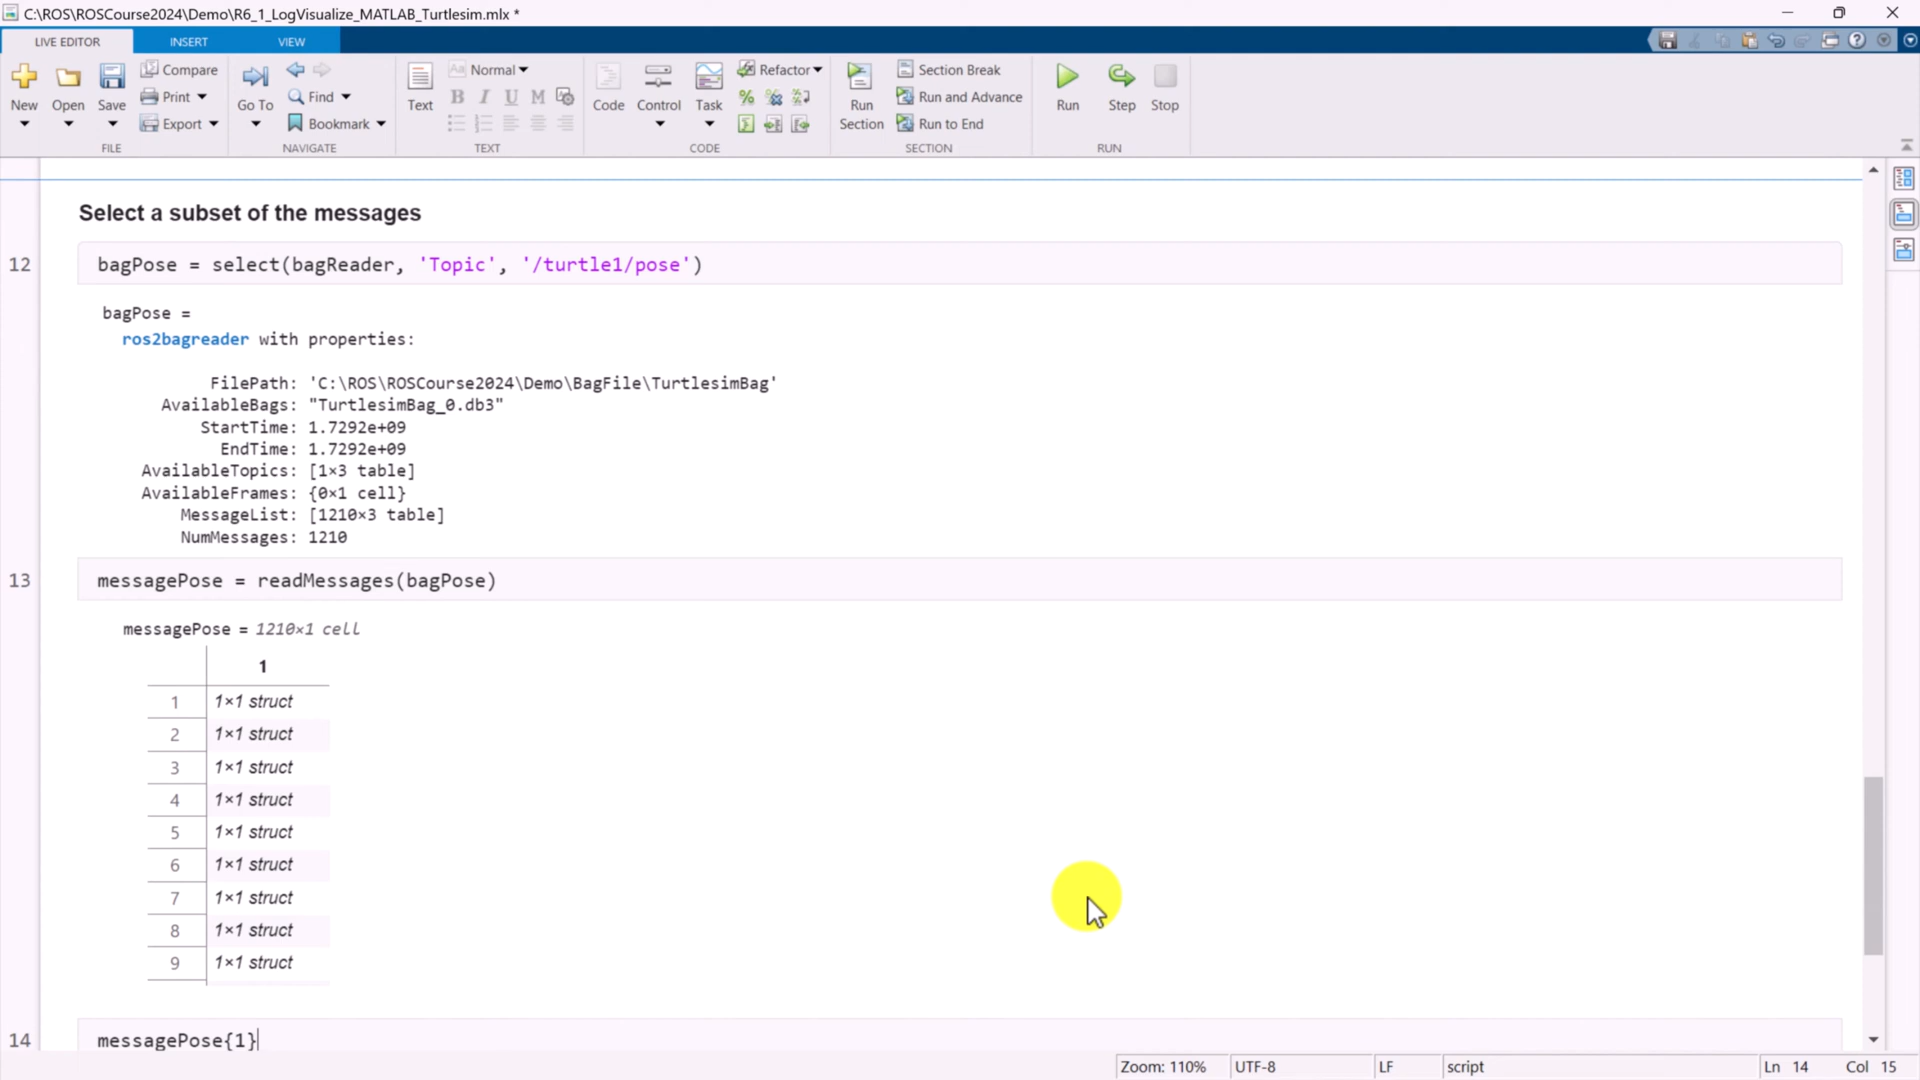 C:\ROS\ROSCourse2024\Demo\R6_1_LogVisualize_MATLAB_Turtlesim.mlx *
LIVE EDITOR INSERT VIEW
New Open Save Compare Print Export
FILE
Go To Find Bookmark
NAVIGATE
Text Normal B I U M
TEXT
Code Control Task Refactor
CODE
Run Section Section Break Run and Advance Run to End
SECTION
Run Step Stop
RUN
Select a subset of the messages
12 bagPose = select(bagReader, 'Topic', '/turtle1/pose')
bagPose =
ros2bagreader with properties:
FilePath: 'C:\ROS\ROSCourse2024\Demo\BagFile\TurtlesimBag'
AvailableBags: "TurtlesimBag_0.db3"
StartTime: 1.7292e+09
EndTime: 1.7292e+09
AvailableTopics: [1×3 table]
AvailableFrames: {0×1 cell}
MessageList: [1210×3 table]
NumMessages: 1210
13 messagePose = readMessages(bagPose)
messagePose = 1210×1 cell
1
1 1×1 struct
2 1×1 struct
3 1×1 struct
4 1×1 struct
5 1×1 struct
6 1×1 struct
7 1×1 struct
8 1×1 struct
9 1×1 struct
14 messagePose{1}
Zoom: 110% UTF-8 LF script Ln 14 Col 15